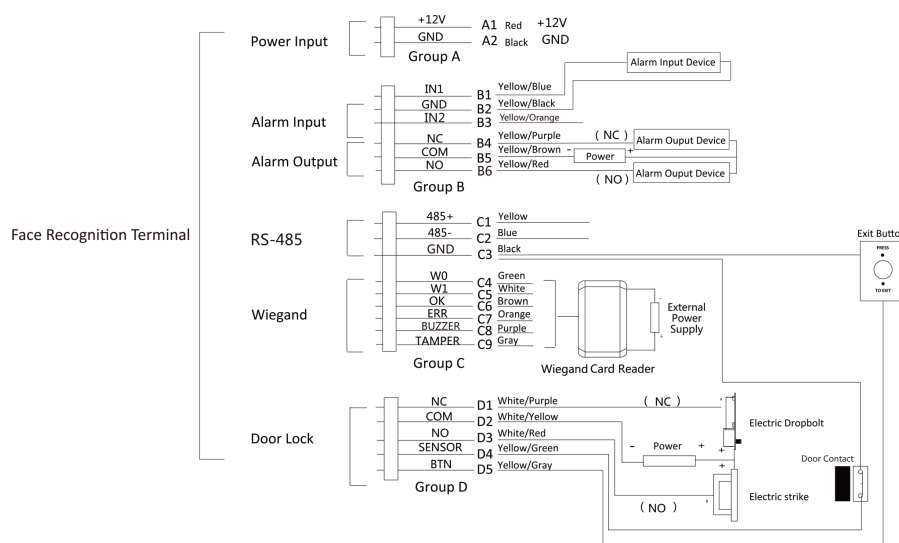 Face Recognition Terminal
Power Input
+12V A1 Red +12V
GND A2 Black GND
Group A
Alarm Input
Alarm Output
IN1 B1 Yellow/Blue
GND B2 Yellow/Black
IN2 B3 Yellow/Orange
NC B4 Yellow/Purple
COM B5 Yellow/Brown
NO B6 Yellow/Red
Group B
Alarm Input Device
( NC ) Alarm Ouput Device
- Power +
( NO ) Alarm Ouput Device
RS-485
485+ C1 Yellow
485- C2 Blue
GND C3 Black
Wiegand
W0 C4 Green
W1 C5 White
OK C6 Brown
ERR C7 Orange
BUZZER C8 Purple
TAMPER C9 Gray
Group C
Wiegand Card Reader
-
External
Power
Supply
+
Exit Butto
PRESS
TO EXIT
Door Lock
NC D1 White/Purple
COM D2 White/Yellow
NO D3 White/Red
SENSOR D4 Yellow/Green
BTN D5 Yellow/Gray
Group D
( NC ) -
Electric Dropbolt
- Power + +
+
Electric strike
( NO ) -
Door Contact